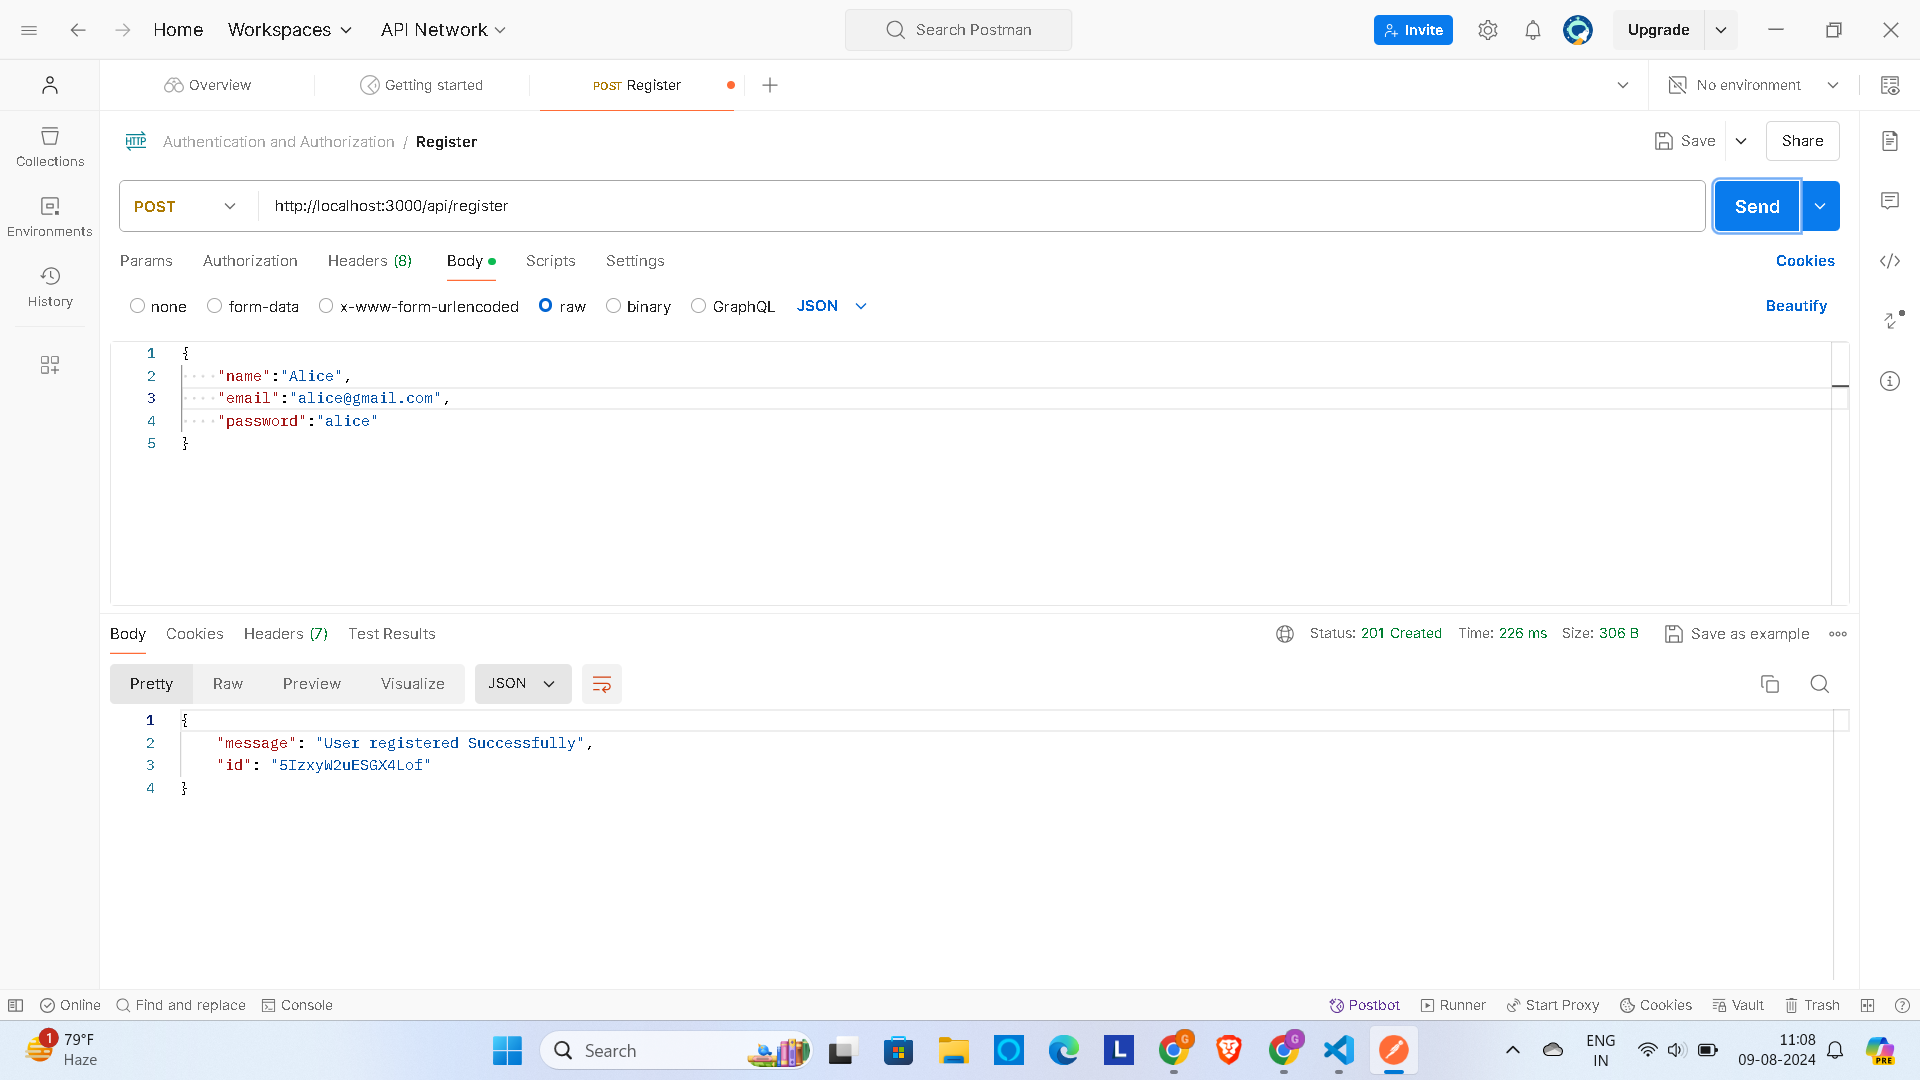 Home Workspaces API Network Search Postman Invite Upgrade
Overview Getting started POST Register No environment
HTTP Authentication and Authorization / Register Save Share
Collections
POST http://localhost:3000/api/register Send
Environments
Params Authorization Headers (8) Body Scripts Settings Cookies
History
none form-data x-www-form-urlencoded raw binary GraphQL JSON Beautify
1 {
2 "name":"Alice",
3 "email":"alice@gmail.com",
4 "password":"alice"
5 }
Body Cookies Headers (7) Test Results Status: 201 Created Time: 226 ms Size: 306 B Save as example
Pretty Raw Preview Visualize JSON
1 {
2 "message": "User registered Successfully",
3 "id": "5IzxyW2uESGX4Lof"
4 }
Online Find and replace Console Postbot Runner Start Proxy Cookies Vault Trash
1 79°F
Haze
Search
L
G
G
ENG
IN
11:08
09-08-2024
PRE